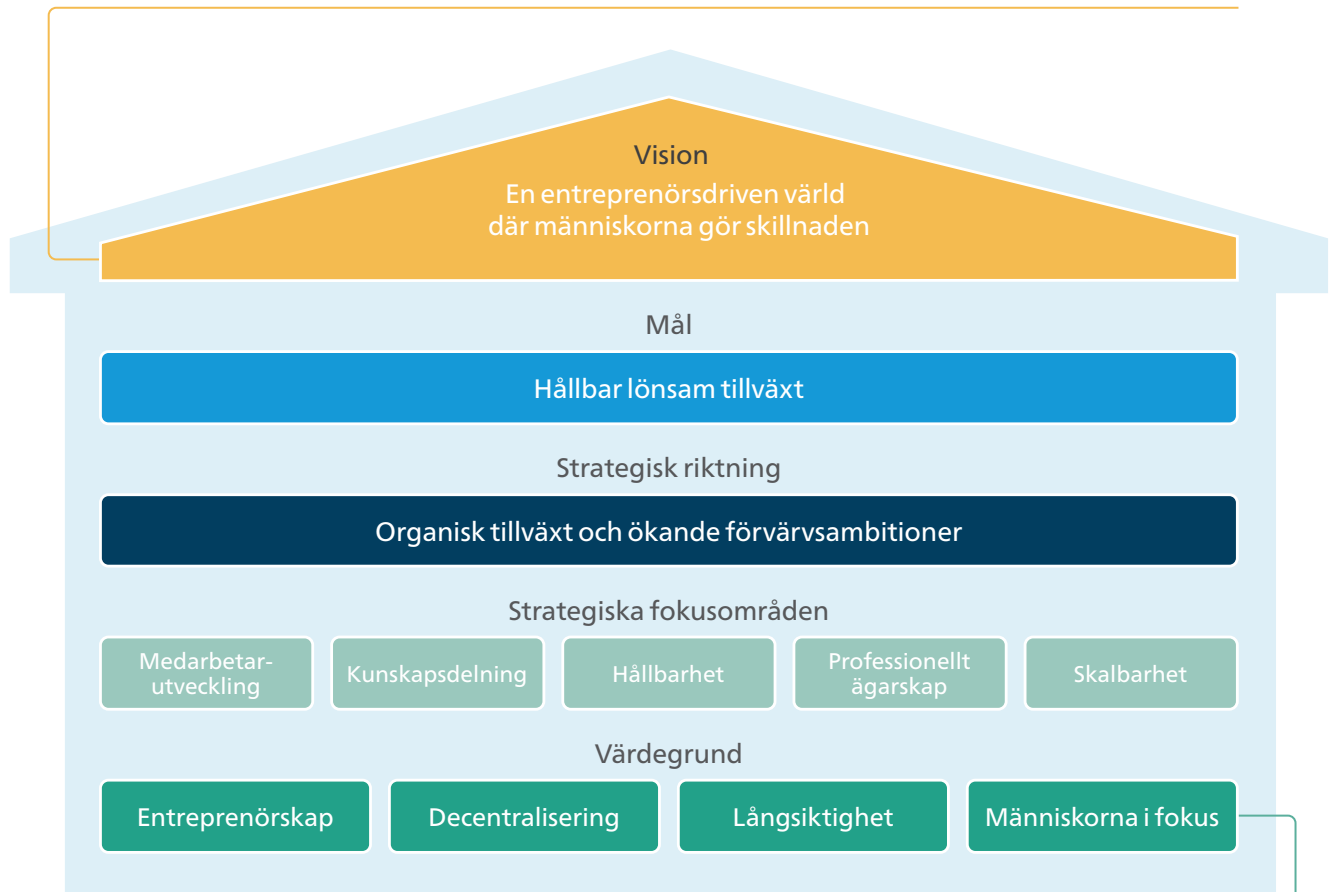 Vision
En entreprenörsdriven värld
där människorna gör skillnaden
Mål
Hållbar lönsam tillväxt
Strategisk riktning
Organisk tillväxt och ökande förvärvsambitioner
Strategiska fokusområden
Medarbetar-
utveckling
Kunskapsdelning
Hållbarhet
Professionellt
ägarskap
Skalbarhet
Värdegrund
Entreprenörskap
Decentralisering
Långsiktighet
Människorna i fokus